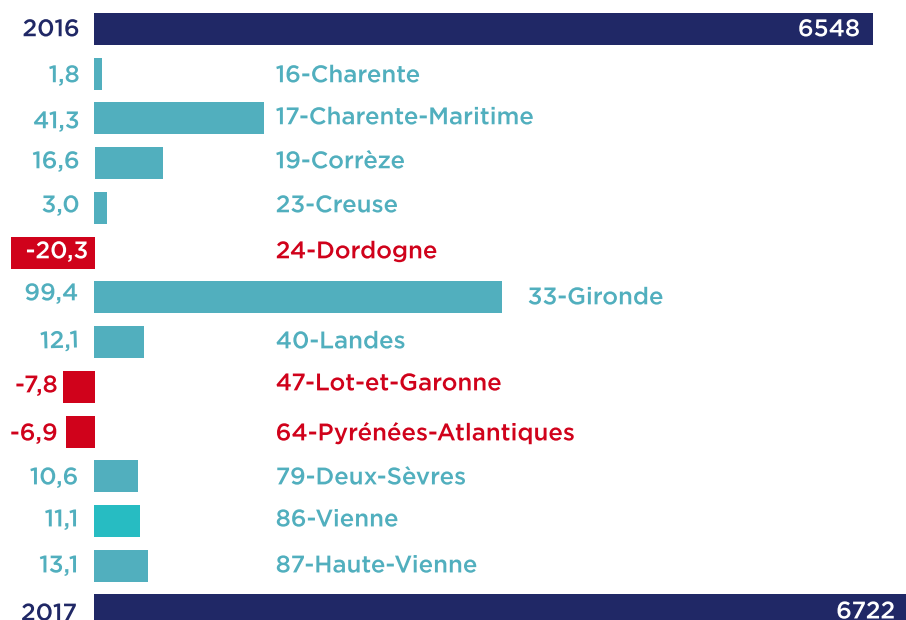 2016 6548
1,8 16-Charente
41,3 17-Charente-Maritime
16,6 19-Corrèze
3,0 23-Creuse
-20,3 24-Dordogne
99,4 33-Gironde
12,1 40-Landes
-7,8 47-Lot-et-Garonne
-6,9 64-Pyrénées-Atlantiques
10,6 79-Deux-Sèvres
11,1 86-Vienne
13,1 87-Haute-Vienne
2017 6722